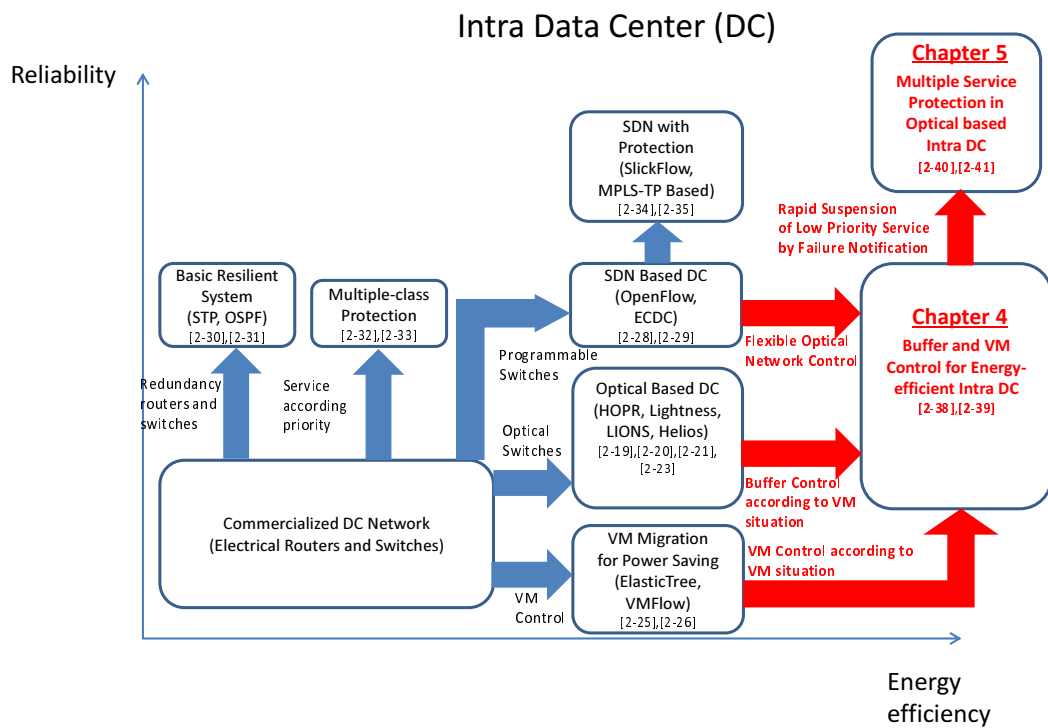 Intra Data Center (DC)
Reliability
Chapter 5
Multiple Service
Protection in
Optical based
Intra DC
[2-40],[2-41]
SDN with
Protection
(SlickFlow,
MPLS-TP Based)
[2-34],[2-35]
Rapid Suspension
of Low Priority Service
by Failure Notification
Basic Resilient
System
(STP, OSPF)
[2-30],[2-31]
Multiple-class
Protection
[2-32],[2-33]
SDN Based DC
(OpenFlow,
ECDC)
[2-28],[2-29]
Chapter 4
Buffer and VM
Control for Energy-
efficient Intra DC
[2-38],[2-39]
Programmable
Switches
Flexible Optical
Network Control
Redundancy
routers and
switches
Service
according
priority
Optical
Switches
Optical Based DC
(HOPR, Lightness,
LIONS, Helios)
[2-19],[2-20],[2-21],
[2-23]
Buffer Control
according to VM
situation
Commercialized DC Network
(Electrical Routers and Switches)
VM
Control
VM Migration
for Power Saving
(ElasticTree,
VMFlow)
[2-25],[2-26]
VM Control according to
VM situation
Energy
efficiency